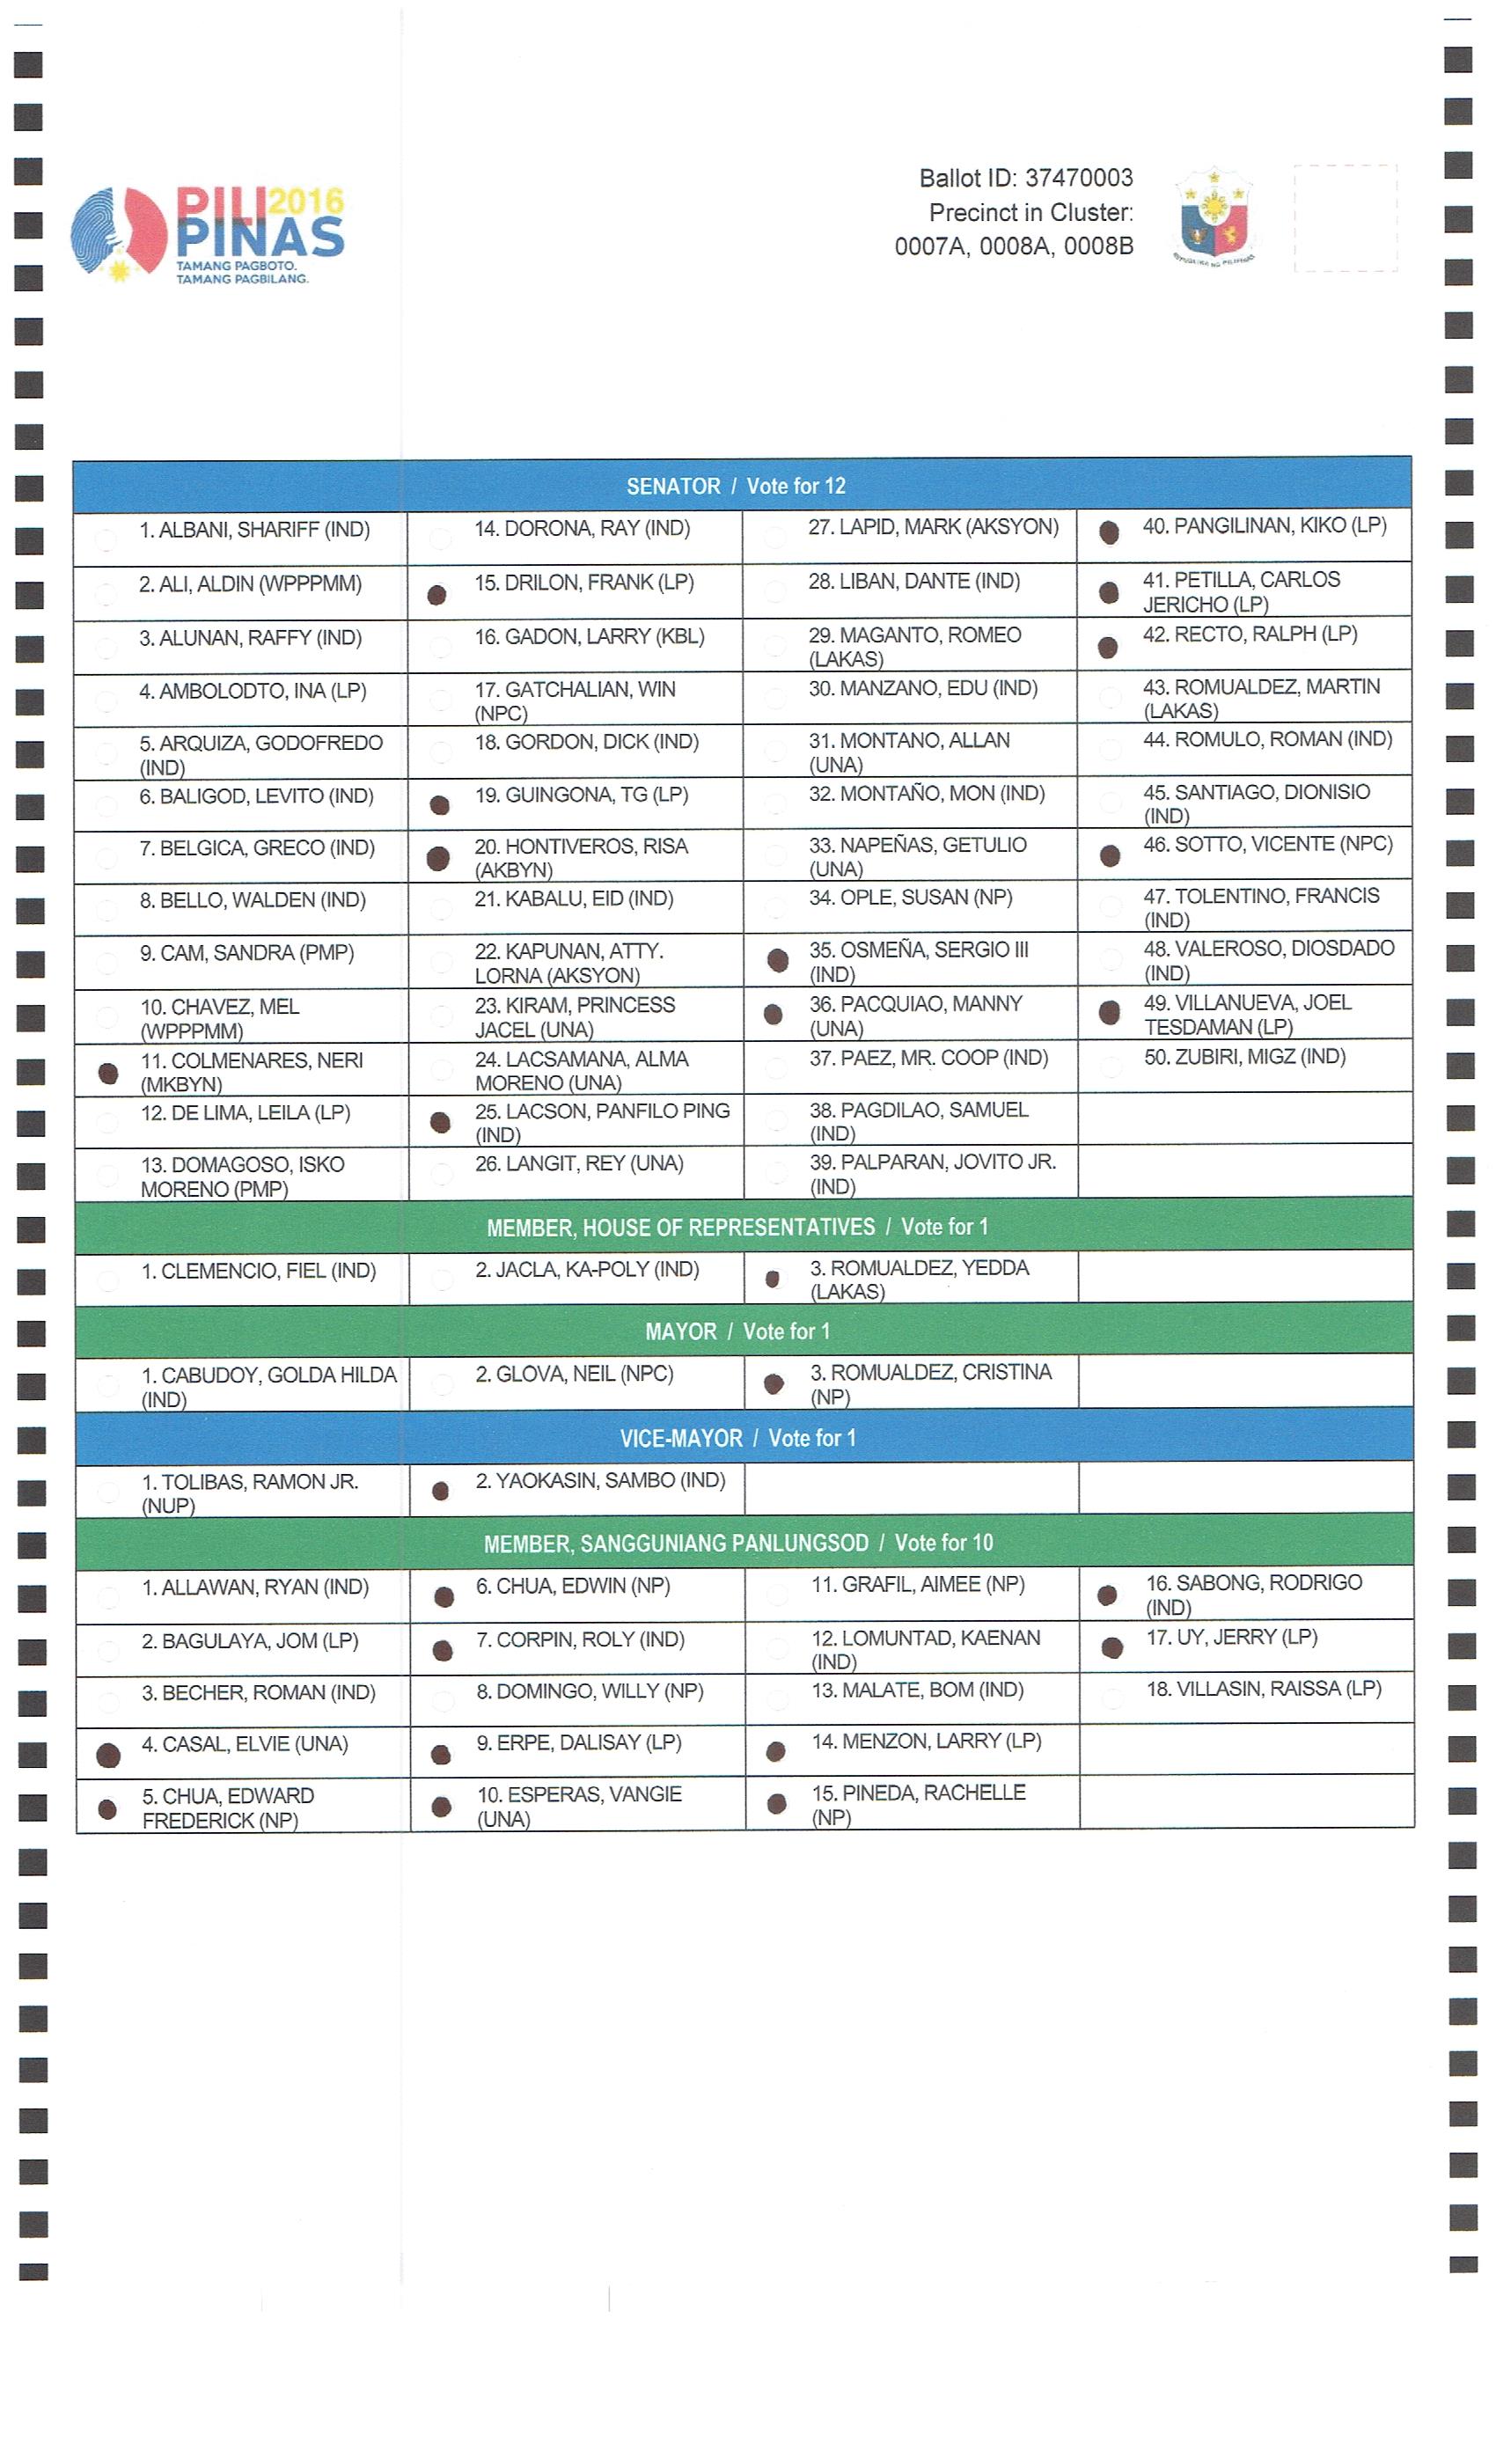 PILI 2016
PINAS
TAMANG PAGBOTO.
TAMANG PAGBILANG.
Ballot ID: 37470003
Precinct in Cluster:
0007A, 0008A, 0008B
REPUBLIKA NG PILIPINAS
SENATOR / Vote for 12
1. ALBANI, SHARIFF (IND)
2. ALI, ALDIN (WPPPMM)
3. ALUNAN, RAFFY (IND)
4. AMBOLODTO, INA (LP)
5. ARQUIZA, GODOFREDO
(IND)
6. BALIGOD, LEVITO (IND)
7. BELGICA, GRECO (IND)
8. BELLO, WALDEN (IND)
9. CAM, SANDRA (PMP)
10. CHAVEZ, MEL
(WPPPMM)
11. COLMENARES, NERI
(MKBYN)
12. DE LIMA, LEILA (LP)
13. DOMAGOSO, ISKO
MORENO (PMP)
14. DORONA, RAY (IND)
15. DRILON, FRANK (LP)
16. GADON, LARRY (KBL)
17. GATCHALIAN, WIN
(NPC)
18. GORDON, DICK (IND)
19. GUINGONA, TG (LP)
20. HONTIVEROS, RISA
(AKBYN)
21. KABALU, EID (IND)
22. KAPUNAN, ATTY.
LORNA (AKSYON)
23. KIRAM, PRINCESS
JACEL (UNA)
24. LACSAMANA, ALMA
MORENO (UNA)
25. LACSON, PANFILO PING
(IND)
26. LANGIT, REY (UNA)
27. LAPID, MARK (AKSYON)
28. LIBAN, DANTE (IND)
29. MAGANTO, ROMEO
(LAKAS)
30. MANZANO, EDU (IND)
31. MONTANO, ALLAN
(UNA)
32. MONTAÑO, MON (IND)
33. NAPEÑAS, GETULIO
(UNA)
34. OPLE, SUSAN (NP)
35. OSMEÑA, SERGIO III
(IND)
36. PACQUIAO, MANNY
(UNA)
37. PAEZ, MR. COOP (IND)
38. PAGDILAO, SAMUEL
(IND)
39. PALPARAN, JOVITO JR.
(IND)
40. PANGILINAN, KIKO (LP)
41. PETILLA, CARLOS
JERICHO (LP)
42. RECTO, RALPH (LP)
43. ROMUALDEZ, MARTIN
(LAKAS)
44. ROMULO, ROMAN (IND)
45. SANTIAGO, DIONISIO
(IND)
46. SOTTO, VICENTE (NPC)
47. TOLENTINO, FRANCIS
(IND)
48. VALEROSO, DIOSDADO
(IND)
49. VILLANUEVA, JOEL
TESDAMAN (LP)
50. ZUBIRI, MIGZ (IND)
MEMBER, HOUSE OF REPRESENTATIVES / Vote for 1
1. CLEMENCIO, FIEL (IND)
2. JACLA, KA-POLY (IND)
3. ROMUALDEZ, YEDDA
(LAKAS)
MAYOR / Vote for 1
1. CABUDOY, GOLDA HILDA
(IND)
2. GLOVA, NEIL (NPC)
3. ROMUALDEZ, CRISTINA
(NP)
VICE-MAYOR / Vote for 1
1. TOLIBAS, RAMON JR.
(NUP)
2. YAOKASIN, SAMBO (IND)
MEMBER, SANGGUNIANG PANLUNGSOD / Vote for 10
1. ALLAWAN, RYAN (IND)
2. BAGULAYA, JOM (LP)
3. BECHER, ROMAN (IND)
4. CASAL, ELVIE (UNA)
5. CHUA, EDWARD
FREDERICK (NP)
6. CHUA, EDWIN (NP)
7. CORPIN, ROLY (IND)
8. DOMINGO, WILLY (NP)
9. ERPE, DALISAY (LP)
10. ESPERAS, VANGIE
(UNA)
11. GRAFIL, AIMEE (NP)
12. LOMUNTAD, KAENAN
(IND)
13. MALATE, BOM (IND)
14. MENZON, LARRY (LP)
15. PINEDA, RACHELLE
(NP)
16. SABONG, RODRIGO
(IND)
17. UY, JERRY (LP)
18. VILLASIN, RAISSA (LP)